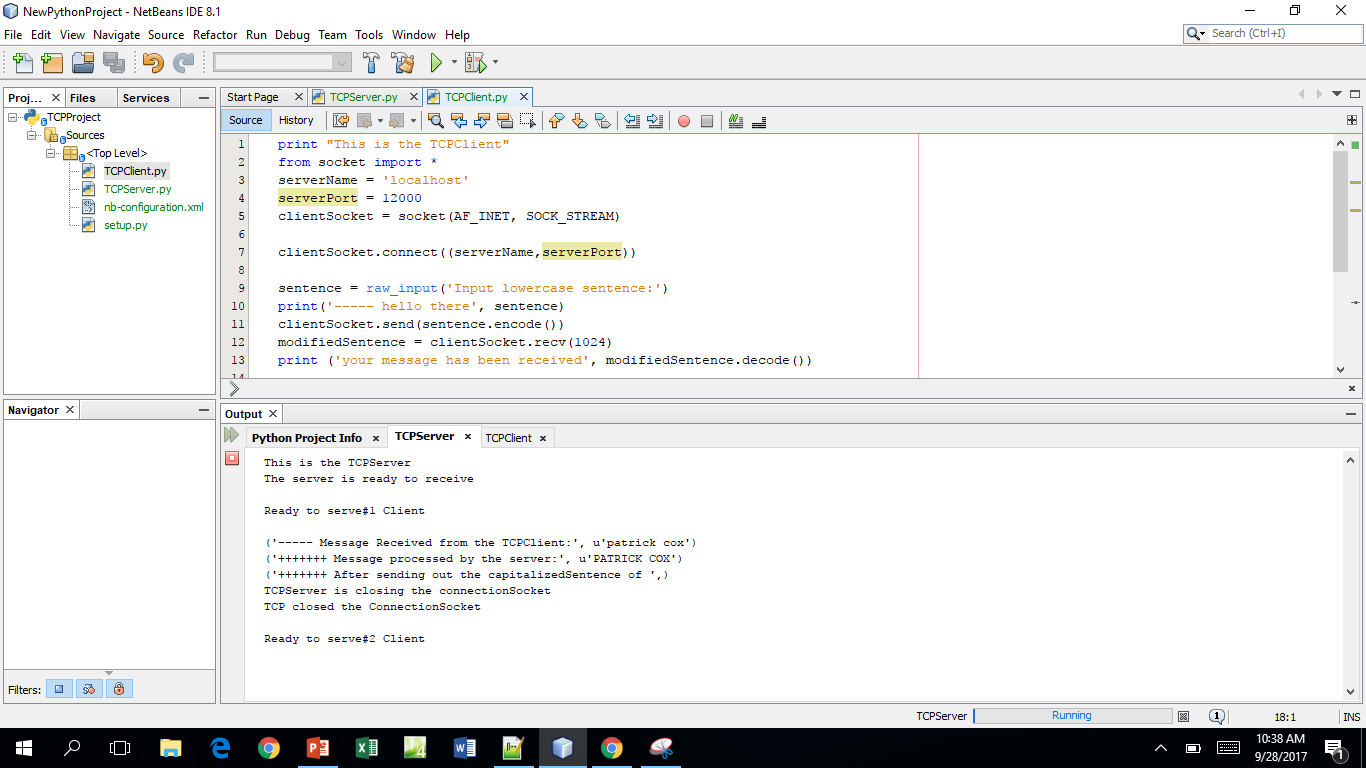 NewPythonProject - NetBeans IDE 8.1
File Edit View Navigate Source Refactor Run Debug Team Tools Window Help
Search (Ctrl+I)
Proj... Files Services
TCPProject
Sources
<Top Level>
TCPClient.py
TCPServer.py
nb-configuration.xml
setup.py
Start Page TCPServer.py TCPClient.py
Source History
1 print "This is the TCPClient"
2 from socket import *
3 serverName = 'localhost'
4 serverPort = 12000
5 clientSocket = socket(AF_INET, SOCK_STREAM)
6
7 clientSocket.connect((serverName,serverPort))
8
9 sentence = raw_input('Input lowercase sentence:')
10 print('----- hello there', sentence)
11 clientSocket.send(sentence.encode())
12 modifiedSentence = clientSocket.recv(1024)
13 print ('your message has been received', modifiedSentence.decode())
14
Navigator
Filters:
Output
Python Project Info TCPServer TCPClient
This is the TCPServer
The server is ready to receive
Ready to serve#1 Client
('----- Message Received from the TCPClient:', u'patrick cox')
('+++++++ Message processed by the server:', u'PATRICK COX')
('+++++++ After sending out the capitalizedSentence of ',)
TCPServer is closing the connectionSocket
TCP closed the ConnectionSocket
Ready to serve#2 Client
TCPServer Running 1 18:1 INS
10:38 AM
9/28/2017
1